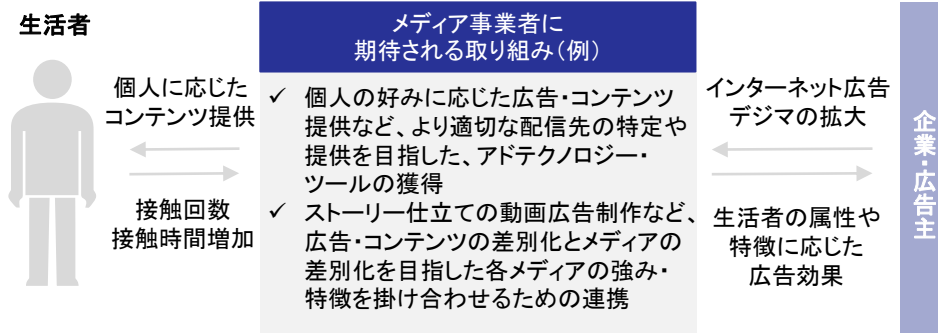 生活者
個人に応じた
コンテンツ提供
接触回数
接触時間増加
メディア事業者に
期待される取り組み(例)
✓ 個人の好みに応じた広告・コンテンツ
提供など、より適切な配信先の特定や
提供を目指した、アドテクノロジー・
ツールの獲得
✓ ストーリー仕立ての動画広告制作など、
広告・コンテンツの差別化とメディアの
差別化を目指した各メディアの強み・
特徴を掛け合わせるための連携
インターネット広告
デジマの拡大
生活者の属性や
特徴に応じた
広告効果
企業・広告主